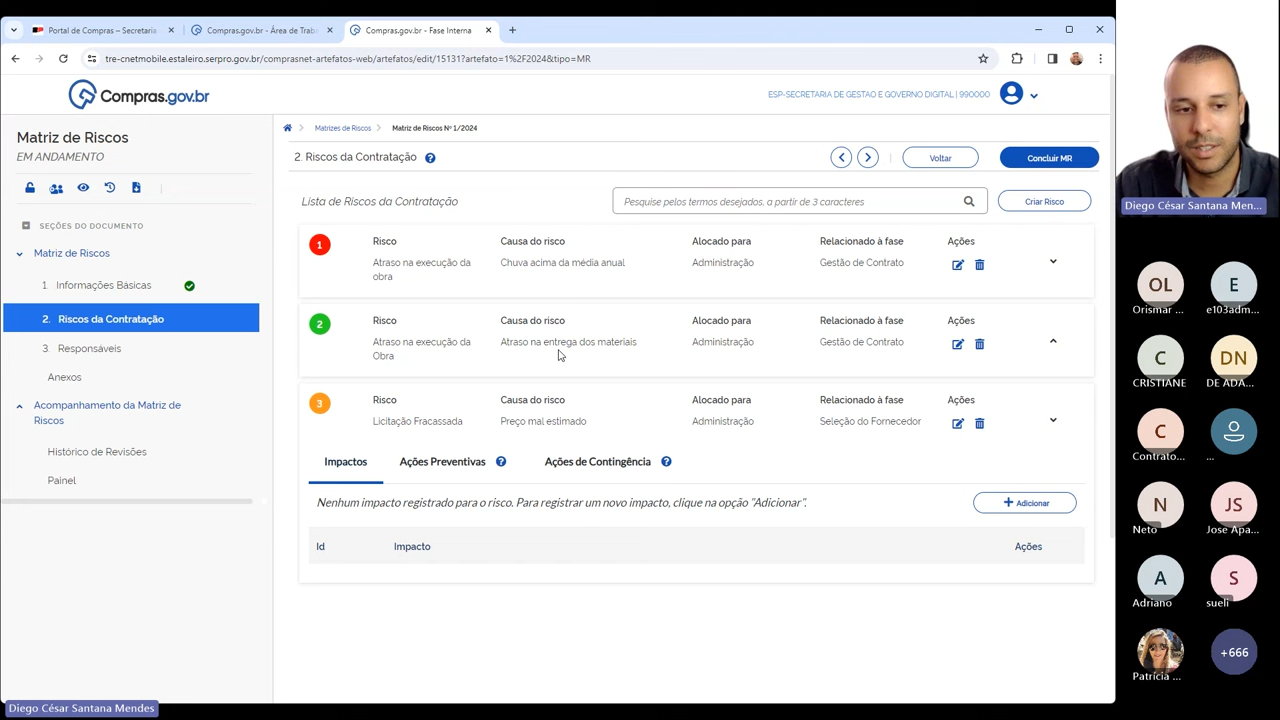 Portal de Compras – Secretaria
Compras.gov.br - Área de Trab
Compras.gov.br - Fase Interna
tre-cnetmobile.estaleiro.serpro.gov.br/comprasnet-artefatos-web/artefatos/edit/15131?artefato=1%2F2024&tipo=MR
Compras.gov.br
ESP-SECRETARIA DE GESTAO E GOVERNO DIGITAL | 990000
Matriz de Riscos
EM ANDAMENTO
SEÇÕES DO DOCUMENTO
Matriz de Riscos
1. Informações Básicas
2. Riscos da Contratação
3. Responsáveis
Anexos
Acompanhamento da Matriz de
Riscos
Histórico de Revisões
Painel
Matrizes de Riscos
Matriz de Riscos Nº 1/2024
2. Riscos da Contratação
?
Voltar
Concluir MR
Lista de Riscos da Contratação
Pesquise pelos termos desejados, a partir de 3 caracteres
Criar Risco
1
Risco Causa do risco Alocado para Relacionado à fase Ações
Atraso na execução da Chuva acima da média anual Administração Gestão de Contrato
obra
2
Risco Causa do risco Alocado para Relacionado à fase Ações
Atraso na execução da Atraso na entrega dos materiais Administração Gestão de Contrato
Obra
3
Risco Causa do risco Alocado para Relacionado à fase Ações
Licitação Fracassada Preço mal estimado Administração Seleção do Fornecedor
Impactos Ações Preventivas ? Ações de Contingência ?
Nenhum impacto registrado para o risco. Para registrar um novo impacto, clique na opção "Adicionar".
+ Adicionar
Id Impacto Ações
Diego César Santana Men...
OL E
Orismar ... e103adm...
C DN
CRISTIANE DE ADA...
C
Contrato... ...
N JS
Neto Jose Apa...
A S
Adriano sueli
+666
Patrícia ...
Diego César Santana Mendes